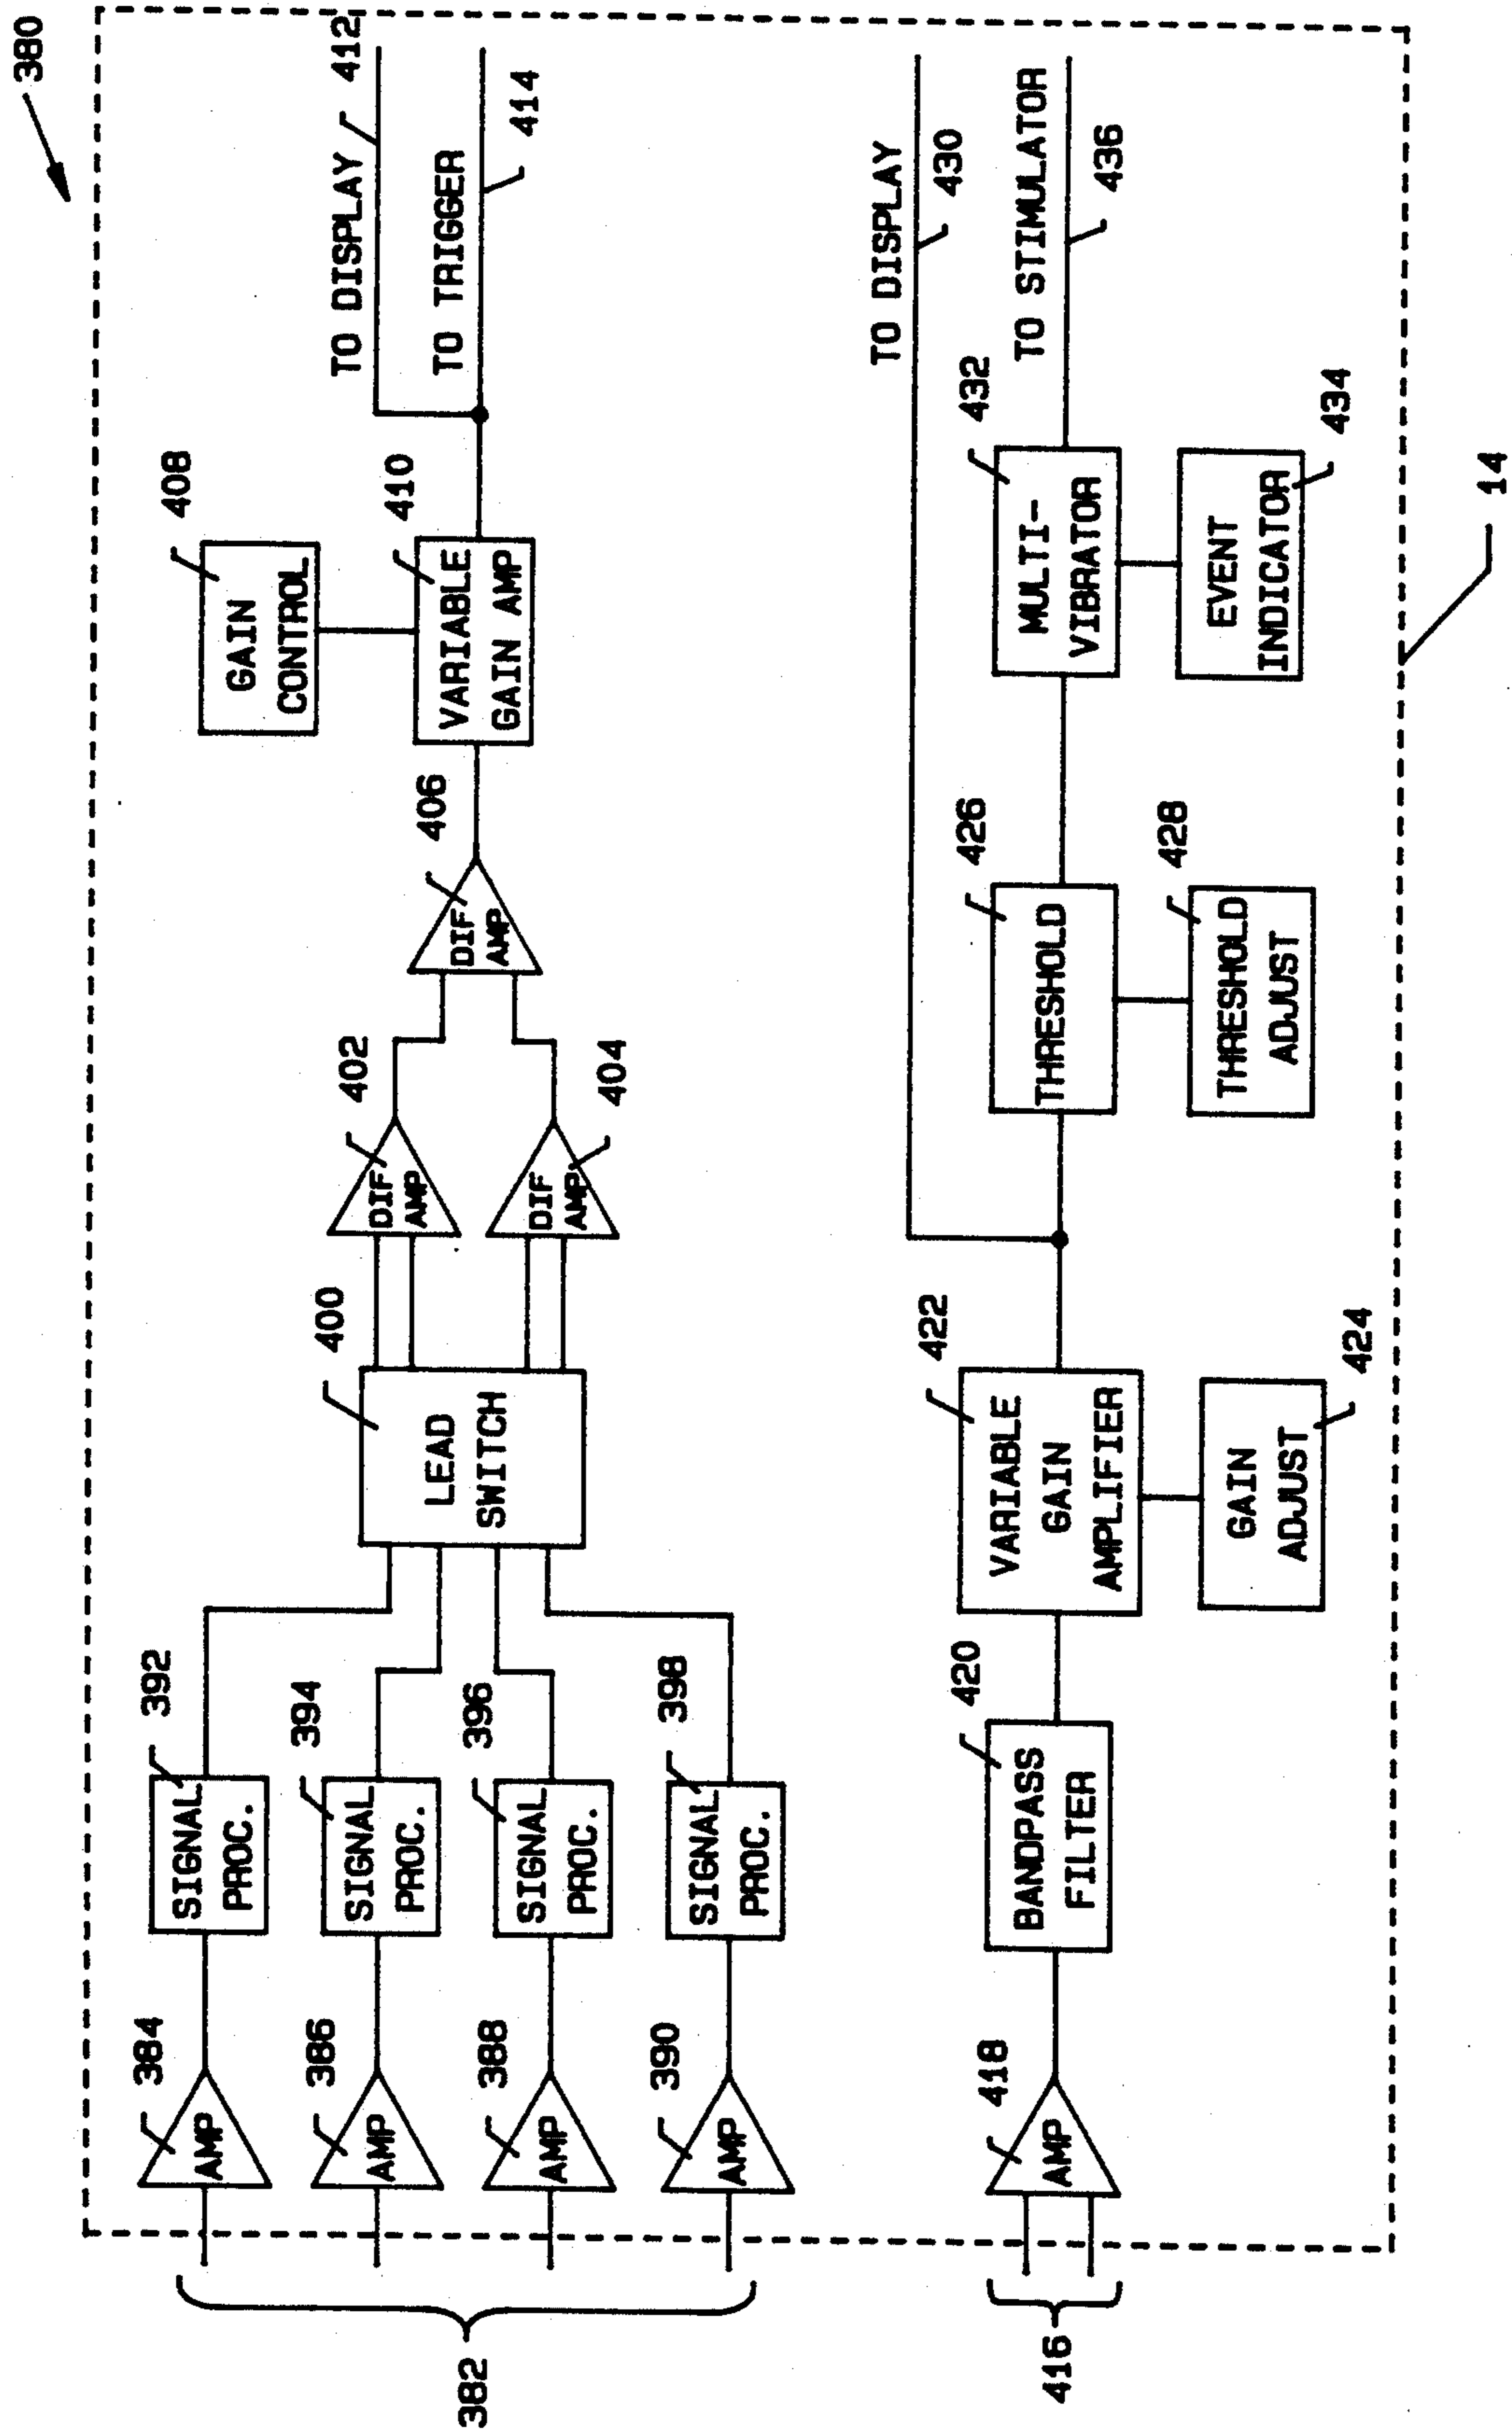 380
TO DISPLAY
412
TO TRIGGER
414
408
GAIN
CONTROL
410
VARIABLE
GAIN AMP
406
DIF
AMP
402
DIF
AMP
404
DIF
AMP
400
LEAD
SWITCH
392
SIGNAL
PROC.
394
SIGNAL
PROC.
396
SIGNAL
PROC.
398
SIGNAL
PROC.
384
AMP
386
AMP
388
AMP
390
AMP
382
TO DISPLAY
430
TO STIMULATOR
436
432
MULTI-
VIBRATOR
434
EVENT
INDICATOR
426
THRESHOLD
428
THRESHOLD
ADJUST
422
VARIABLE
GAIN
AMPLIFIER
424
GAIN
ADJUST
420
BANDPASS
FILTER
418
AMP
416
14